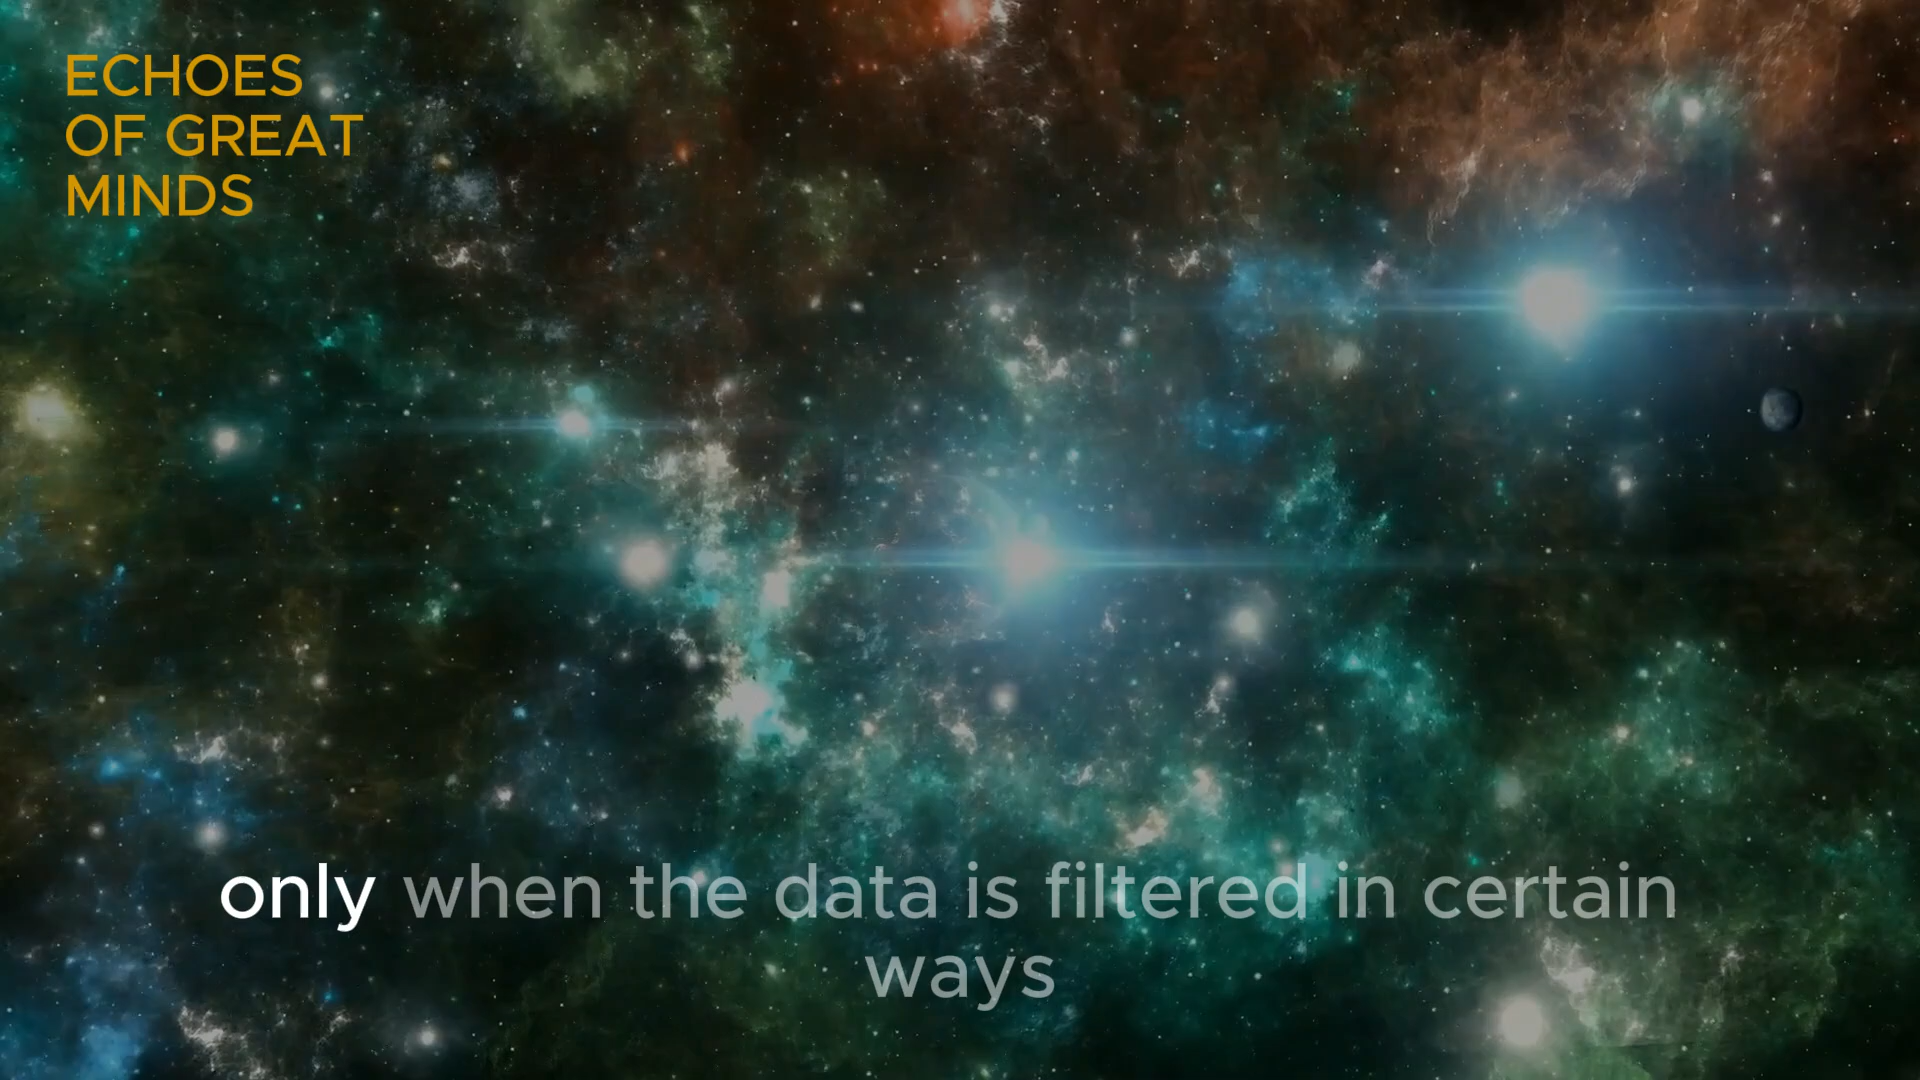 ECHOES
OF GREAT
MINDS
only when the data is filtered in certain
ways